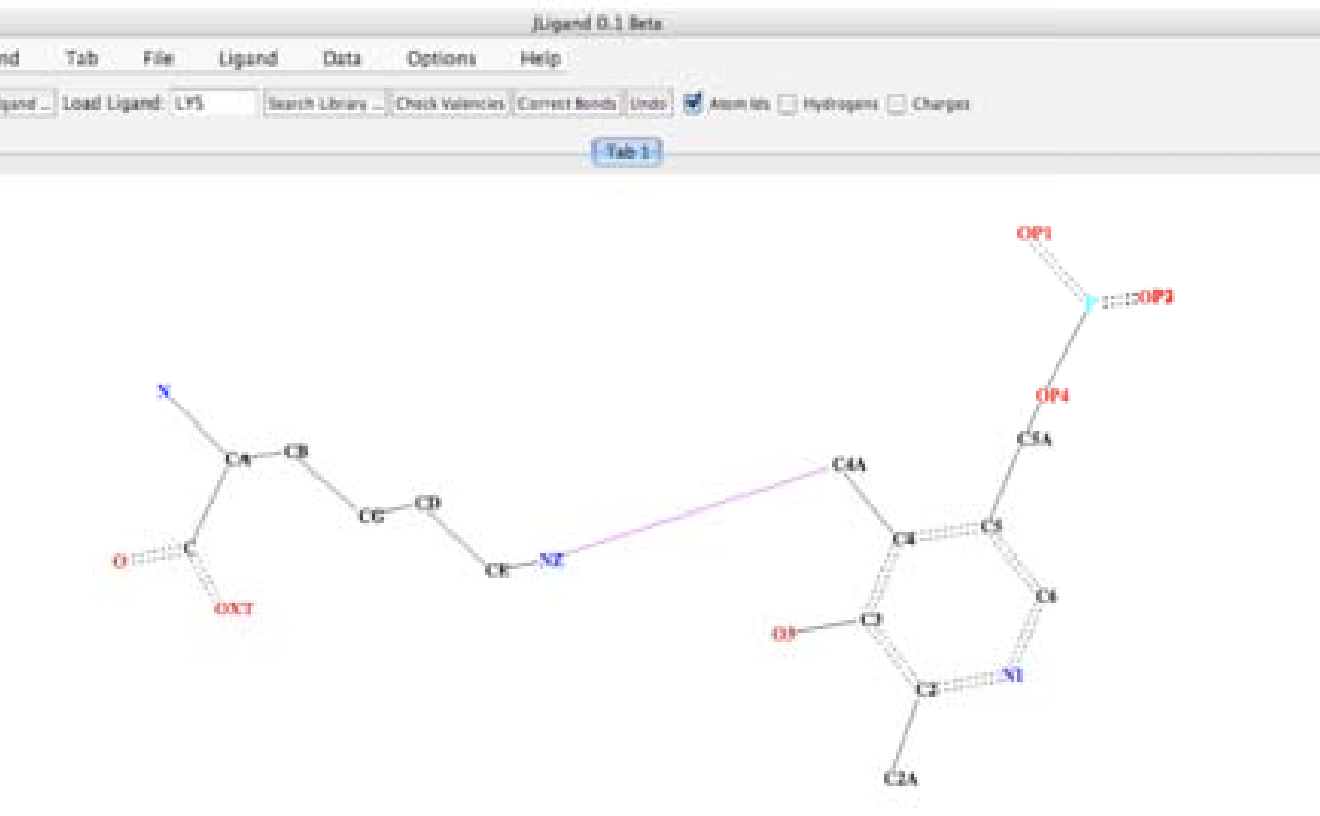 JLigand 0.1 Beta
nd Tab File Ligand Data Options Help
igand ... Load Ligand: LYS Search Library ... Check Valencies Correct Bonds Undo Atom Ids Hydrogens Charges
Tab 1
OP1
P OP2
N
OP4
C5A
CA CB
C4A
CG CD
C
C4 C5
O
CE NZ
C6
OXT
O3 C3
N1
C2
C2A